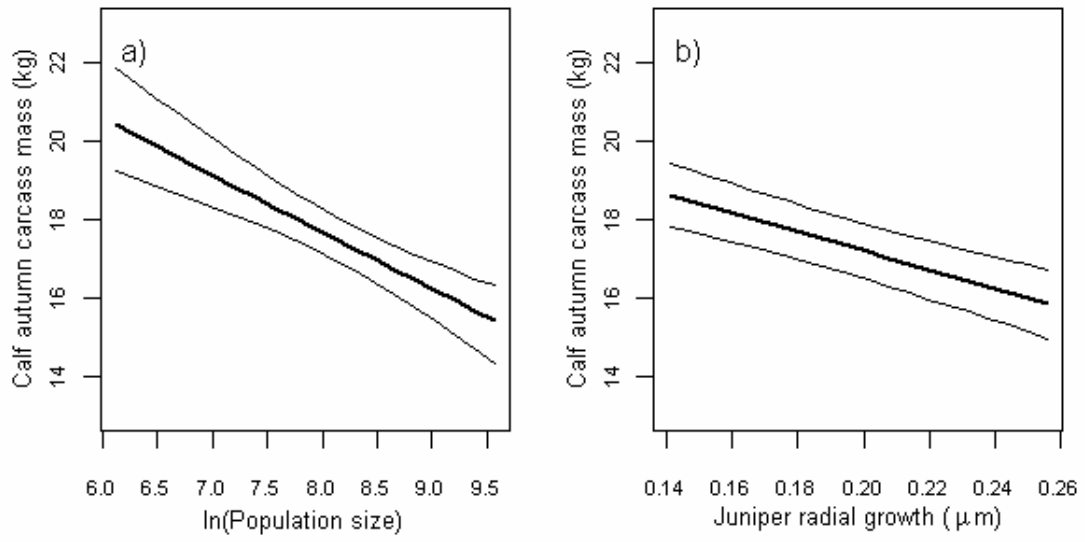 a)
Calf autumn carcass mass (kg)
22
20
18
16
14
6.0 6.5 7.0 7.5 8.0 8.5 9.0 9.5
ln(Population size)
b)
Calf autumn carcass mass (kg)
22
20
18
16
14
0.14 0.16 0.18 0.20 0.22 0.24 0.26
Juniper radial growth ( μm)